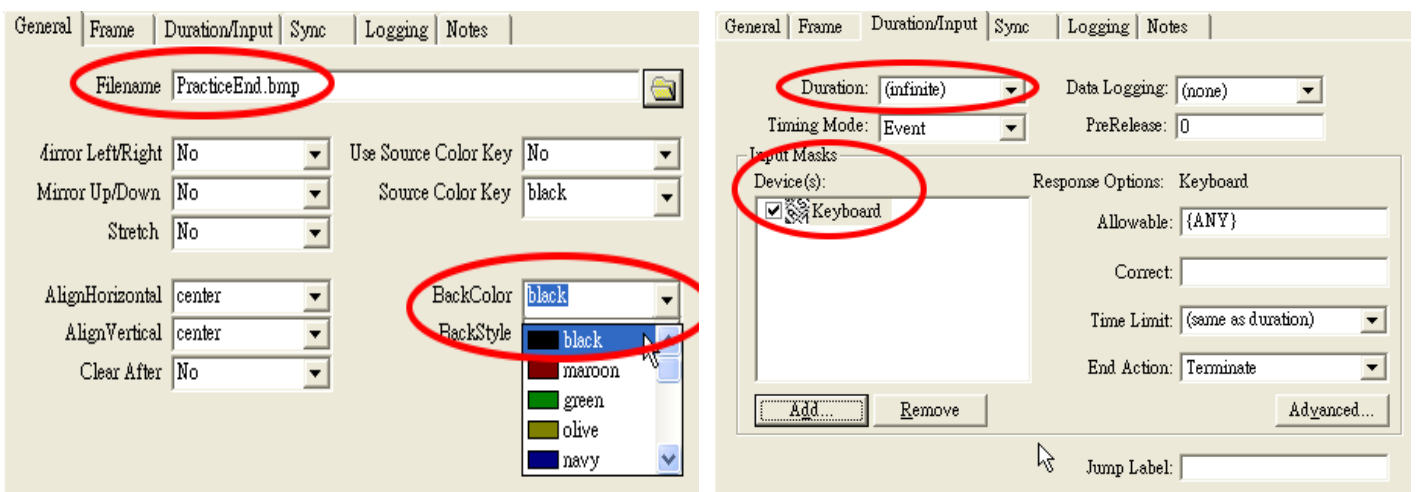 General Frame Duration/Input Sync Logging Notes
Filename PracticeEnd.bmp
Mirror Left/Right No Use Source Color Key No
Mirror Up/Down No Source Color Key black
Stretch No
AlignHorizontal center BackColor black
AlignVertical center BackStyle black
Clear After No maroon
green
olive
navy
General Frame Duration/Input Sync Logging Notes
Duration: (infinite) Data Logging: (none)
Timing Mode: Event PreRelease: 0
Input Masks
Device(s): Response Options: Keyboard
Keyboard Allowable: {ANY}
Correct:
Time Limit: (same as duration)
End Action: Terminate
Add... Remove Advanced...
Jump Label: